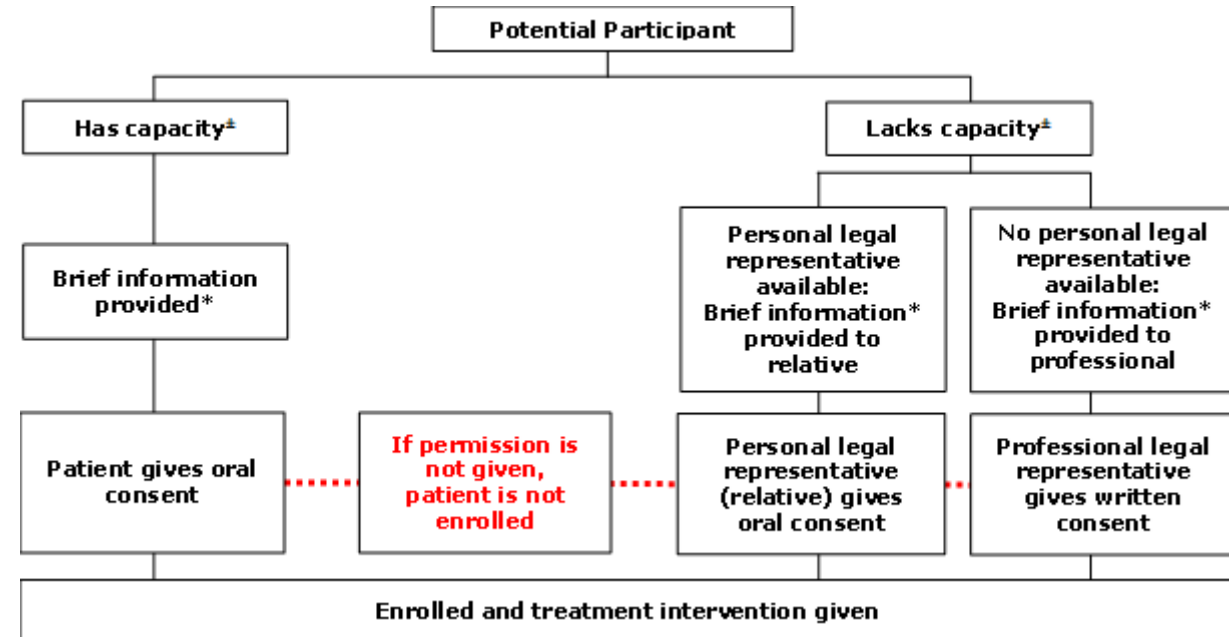 Potential Participant
Has capacity±
Lacks capacity±
Brief information
provided*
Personal legal
representative
available:
Brief information*
provided to
relative
No personal legal
representative
available:
Brief information*
provided to
professional
Patient gives oral
consent
If permission is
not given,
patient is not
enrolled
Personal legal
representative
(relative) gives
oral consent
Professional legal
representative
gives written
consent
Enrolled and treatment intervention given